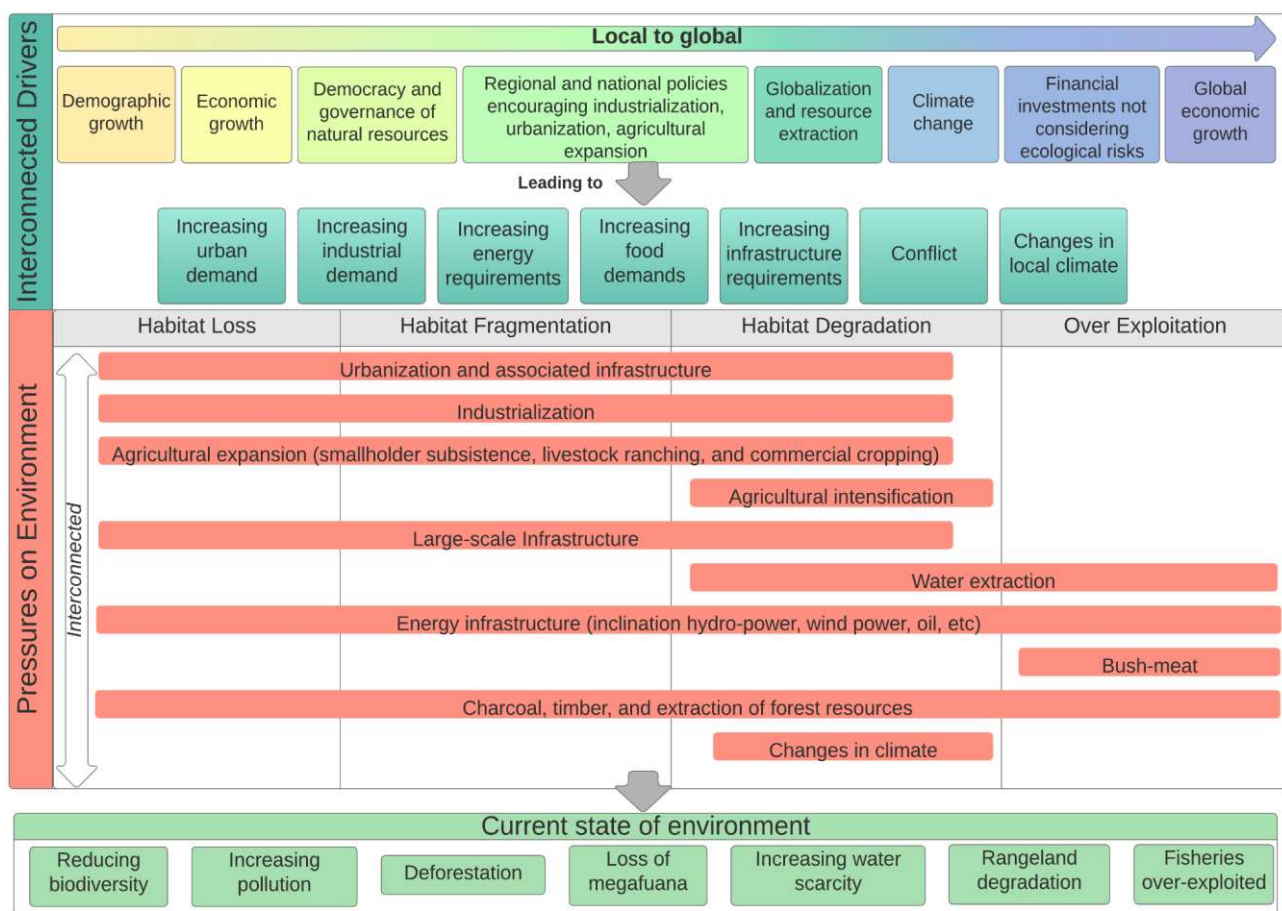 Interconnected Drivers
Local to global
Demographic
growth
Economic
growth
Democracy and
governance of
natural resources
Regional and national policies
encouraging industrialization,
urbanization, agricultural
expansion
Globalization
and resource
extraction
Climate
change
Financial
investments not
considering
ecological risks
Global
economic
growth
Leading to
Increasing
urban
demand
Increasing
industrial
demand
Increasing
energy
requirements
Increasing
food
demands
Increasing
infrastructure
requirements
Conflict
Changes in
local climate
Pressures on Environment
Habitat Loss
Habitat Fragmentation
Habitat Degradation
Over Exploitation
Interconnected
Urbanization and associated infrastructure
Industrialization
Agricultural expansion (smallholder subsistence, livestock ranching, and commercial cropping)
Agricultural intensification
Large-scale Infrastructure
Water extraction
Energy infrastructure (inclination hydro-power, wind power, oil, etc)
Bush-meat
Charcoal, timber, and extraction of forest resources
Changes in climate
Current state of environment
Reducing
biodiversity
Increasing
pollution
Deforestation
Loss of
megafuana
Increasing water
scarcity
Rangeland
degradation
Fisheries
over-exploited